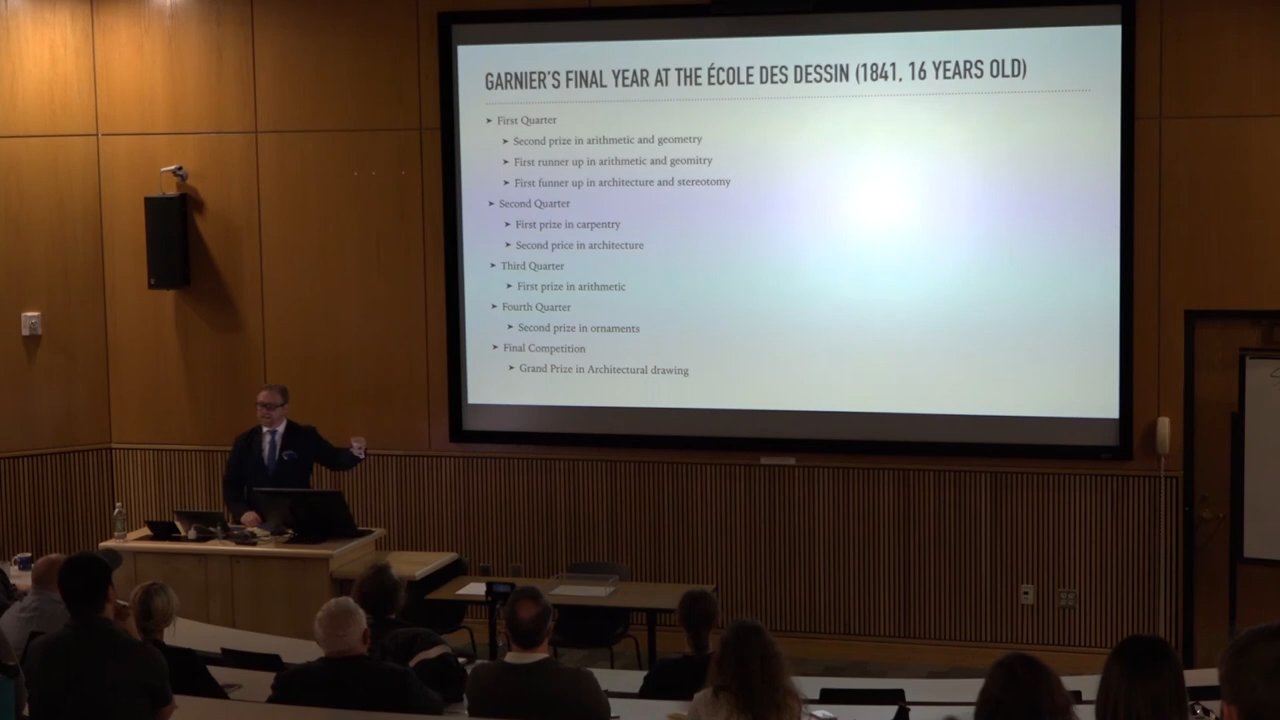 GARNIER'S FINAL YEAR AT THE ÉCOLE DES DESSIN (1841, 16 YEARS OLD)
➤ First Quarter
➤ Second prize in arithmetic and geometry
➤ First runner up in arithmetic and geomitry
➤ First funner up in architecture and stereotomy
➤ Second Quarter
➤ First prize in carpentry
➤ Second price in architecture
➤ Third Quarter
➤ First prize in arithmetic
➤ Fourth Quarter
➤ Second prize in ornaments
➤ Final Competition
➤ Grand Prize in Architectural drawing